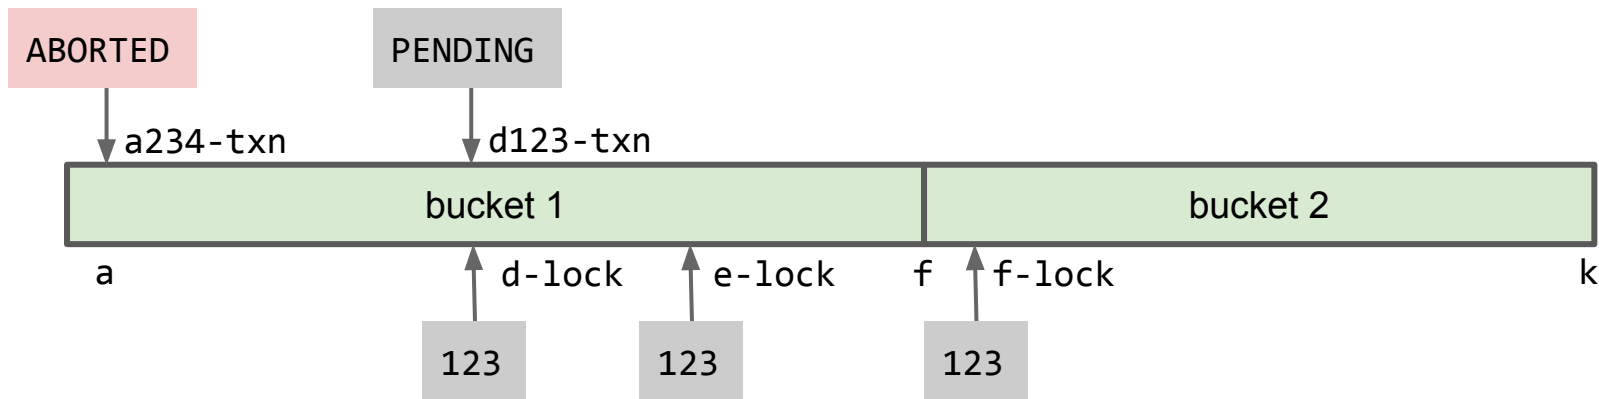 ABORTED
PENDING
a234-txn
d123-txn
bucket 1
bucket 2
a
d-lock
e-lock
f
f-lock
k
123
123
123